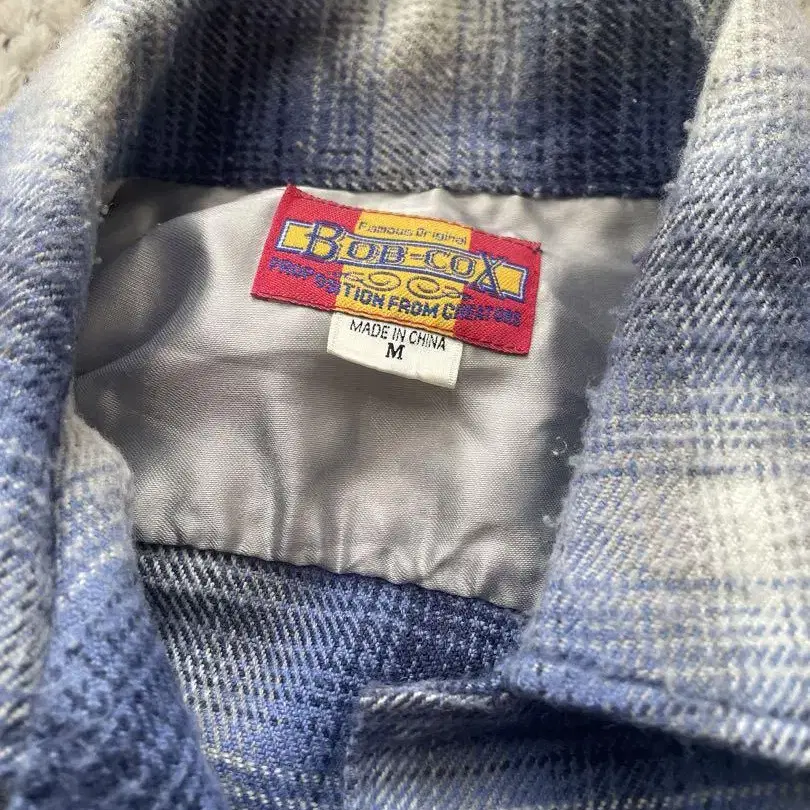 Famous Original
BOB-COX
PROPOSITION FROM CREATORS
MADE IN CHINA
M